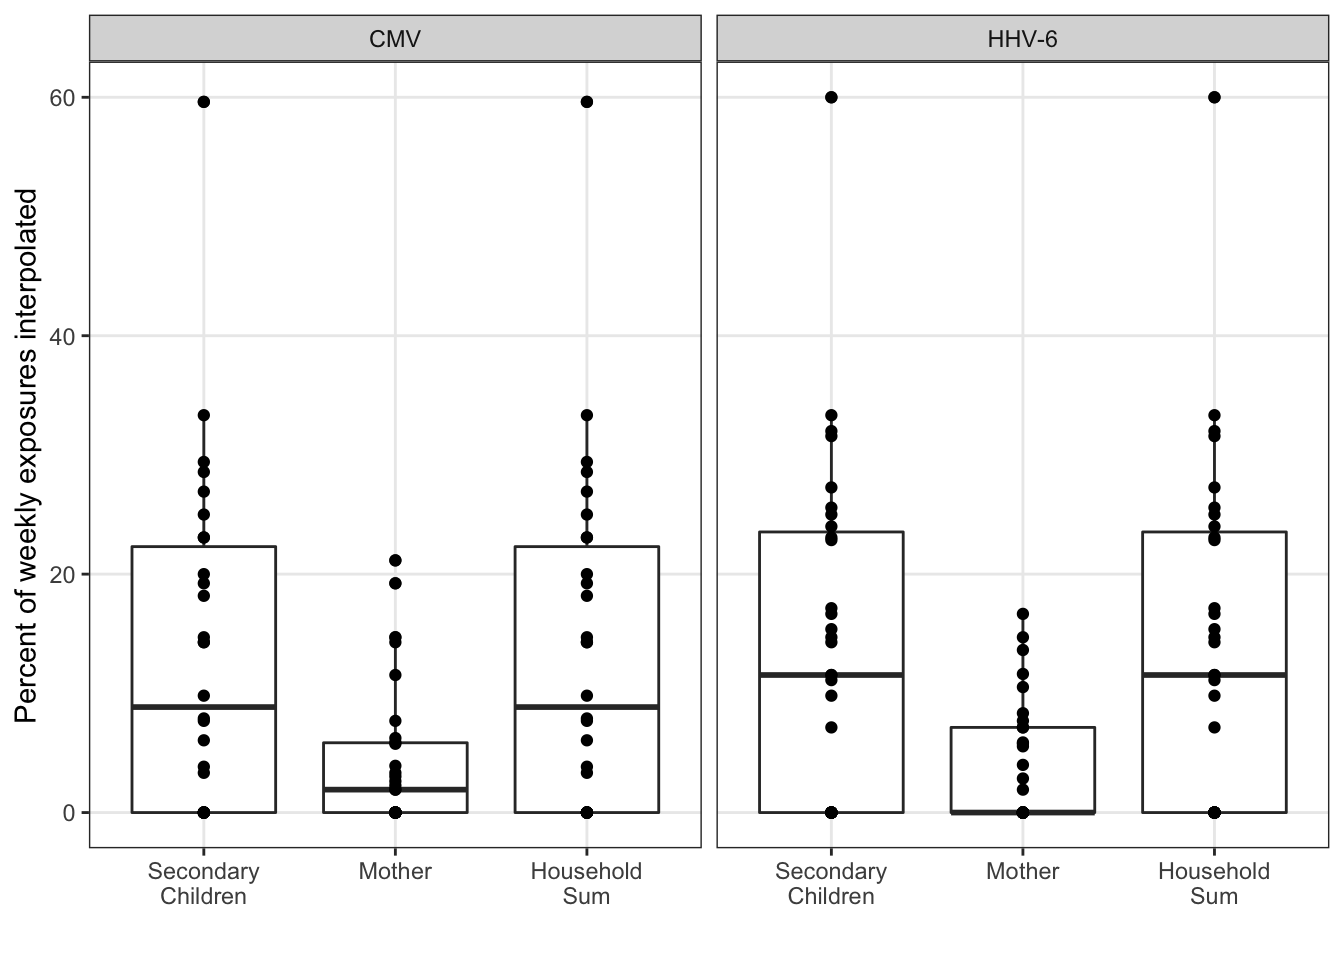 CMV
HHV-6
Percent of weekly exposures interpolated
60
40
20
0
Secondary
Children
Mother
Household
Sum
Secondary
Children
Mother
Household
Sum